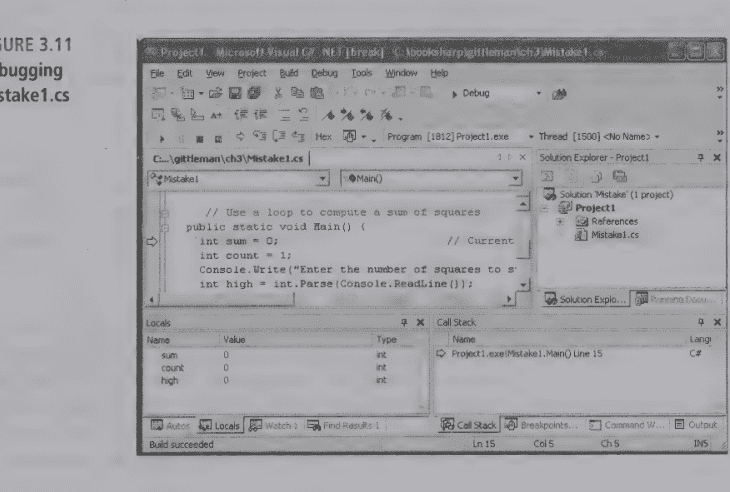 GURE 3.11
bugging
stake1.cs
Project1 - Microsoft Visual C# .NET [break] - C:\booksharp\gittleman\ch3\Mistake1.cs
File Edit View Project Build Debug Tools Window Help
Debug
Hex Program [1812] Project1.exe Thread [1500] <No Name>
C:...\gittleman\ch3\Mistake1.cs
Solution Explorer - Project1
Mistake1 Main()
Solution 'Mistake' (1 project)
Project1
References
Mistake1.cs
// Use a loop to compute a sum of squares
public static void Main() {
int sum = 0; // Current
int count = 1;
Console.Write("Enter the number of squares to s
int high = int.Parse(Console.ReadLine());
Solution Explo... Running Docu...
Locals
Name Value Type
sum 0 int
count 0 int
high 0 int
Call Stack
Name Langu
Project1.exe!Mistake1.Main() Line 15 C#
Autos Locals Watch 1 Find Results 1
Call Stack Breakpoints... Command W... Output
Build succeeded Ln 15 Col 5 Ch 5 INS